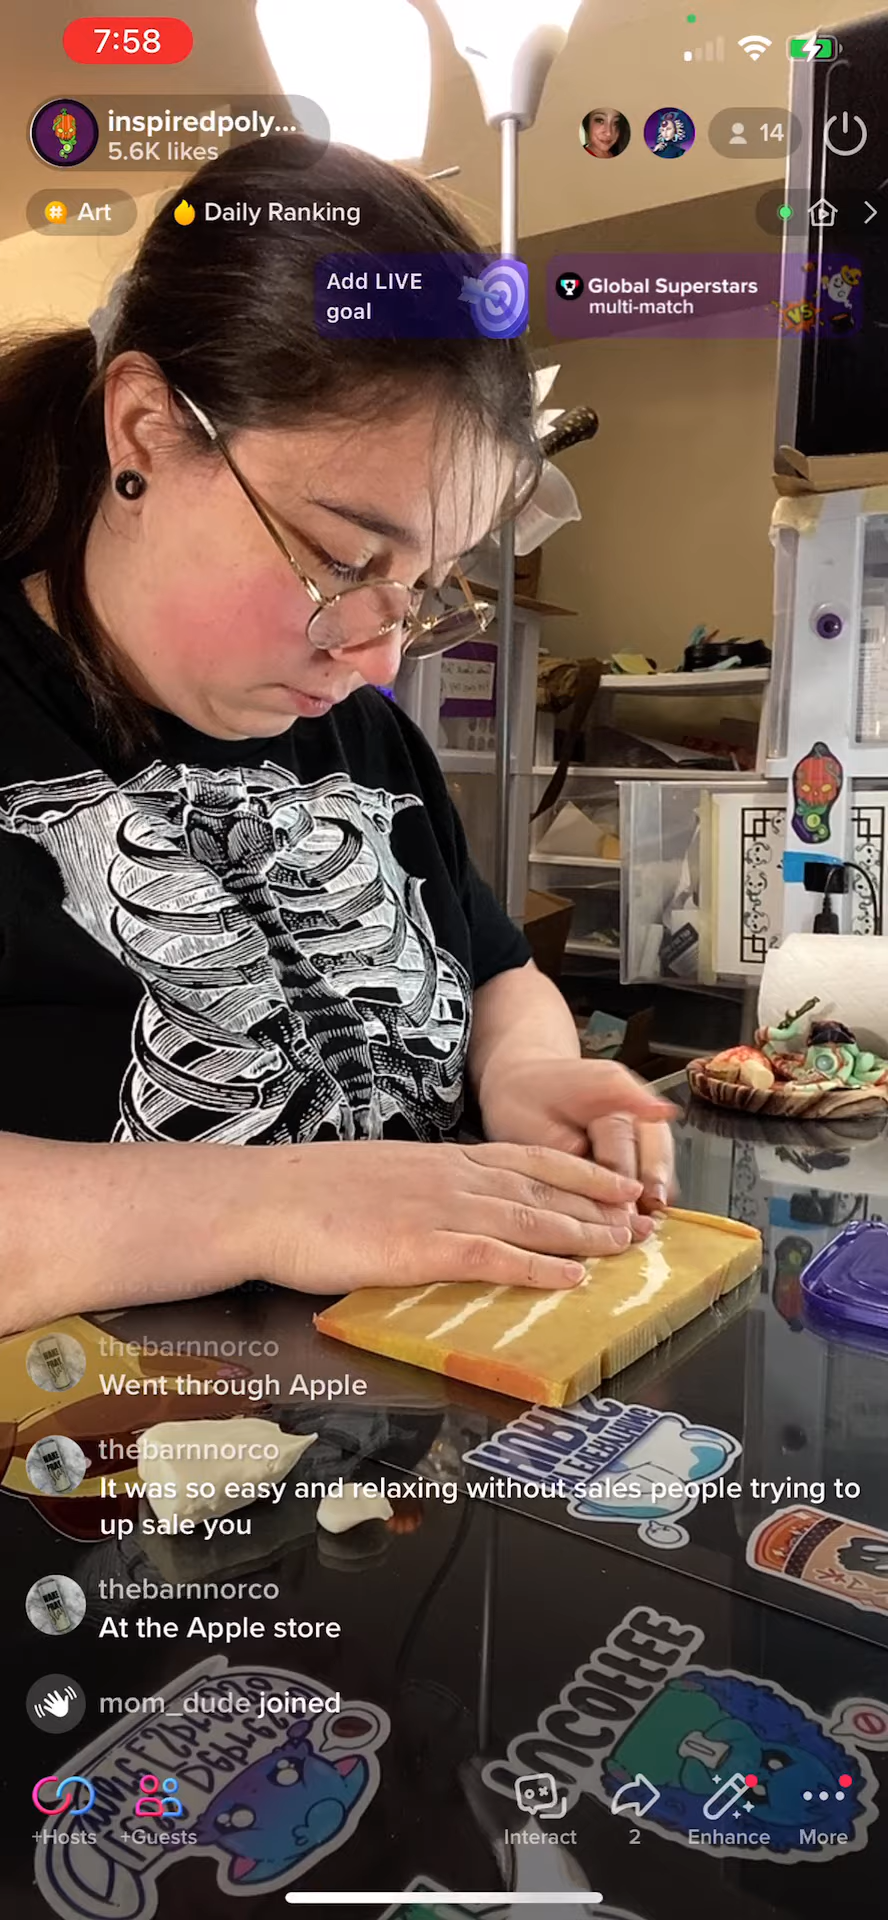 7:58
inspiredpoly...
5.6K likes
14
Art
Daily Ranking
Add LIVE
goal
Global Superstars
multi-match
VS
thebarnnorco
Went through Apple
thebarnnorco
It was so easy and relaxing without sales people trying to
up sale you
thebarnnorco
At the Apple store
mom_dude joined
+Hosts
+Guests
Interact
2
Enhance
More